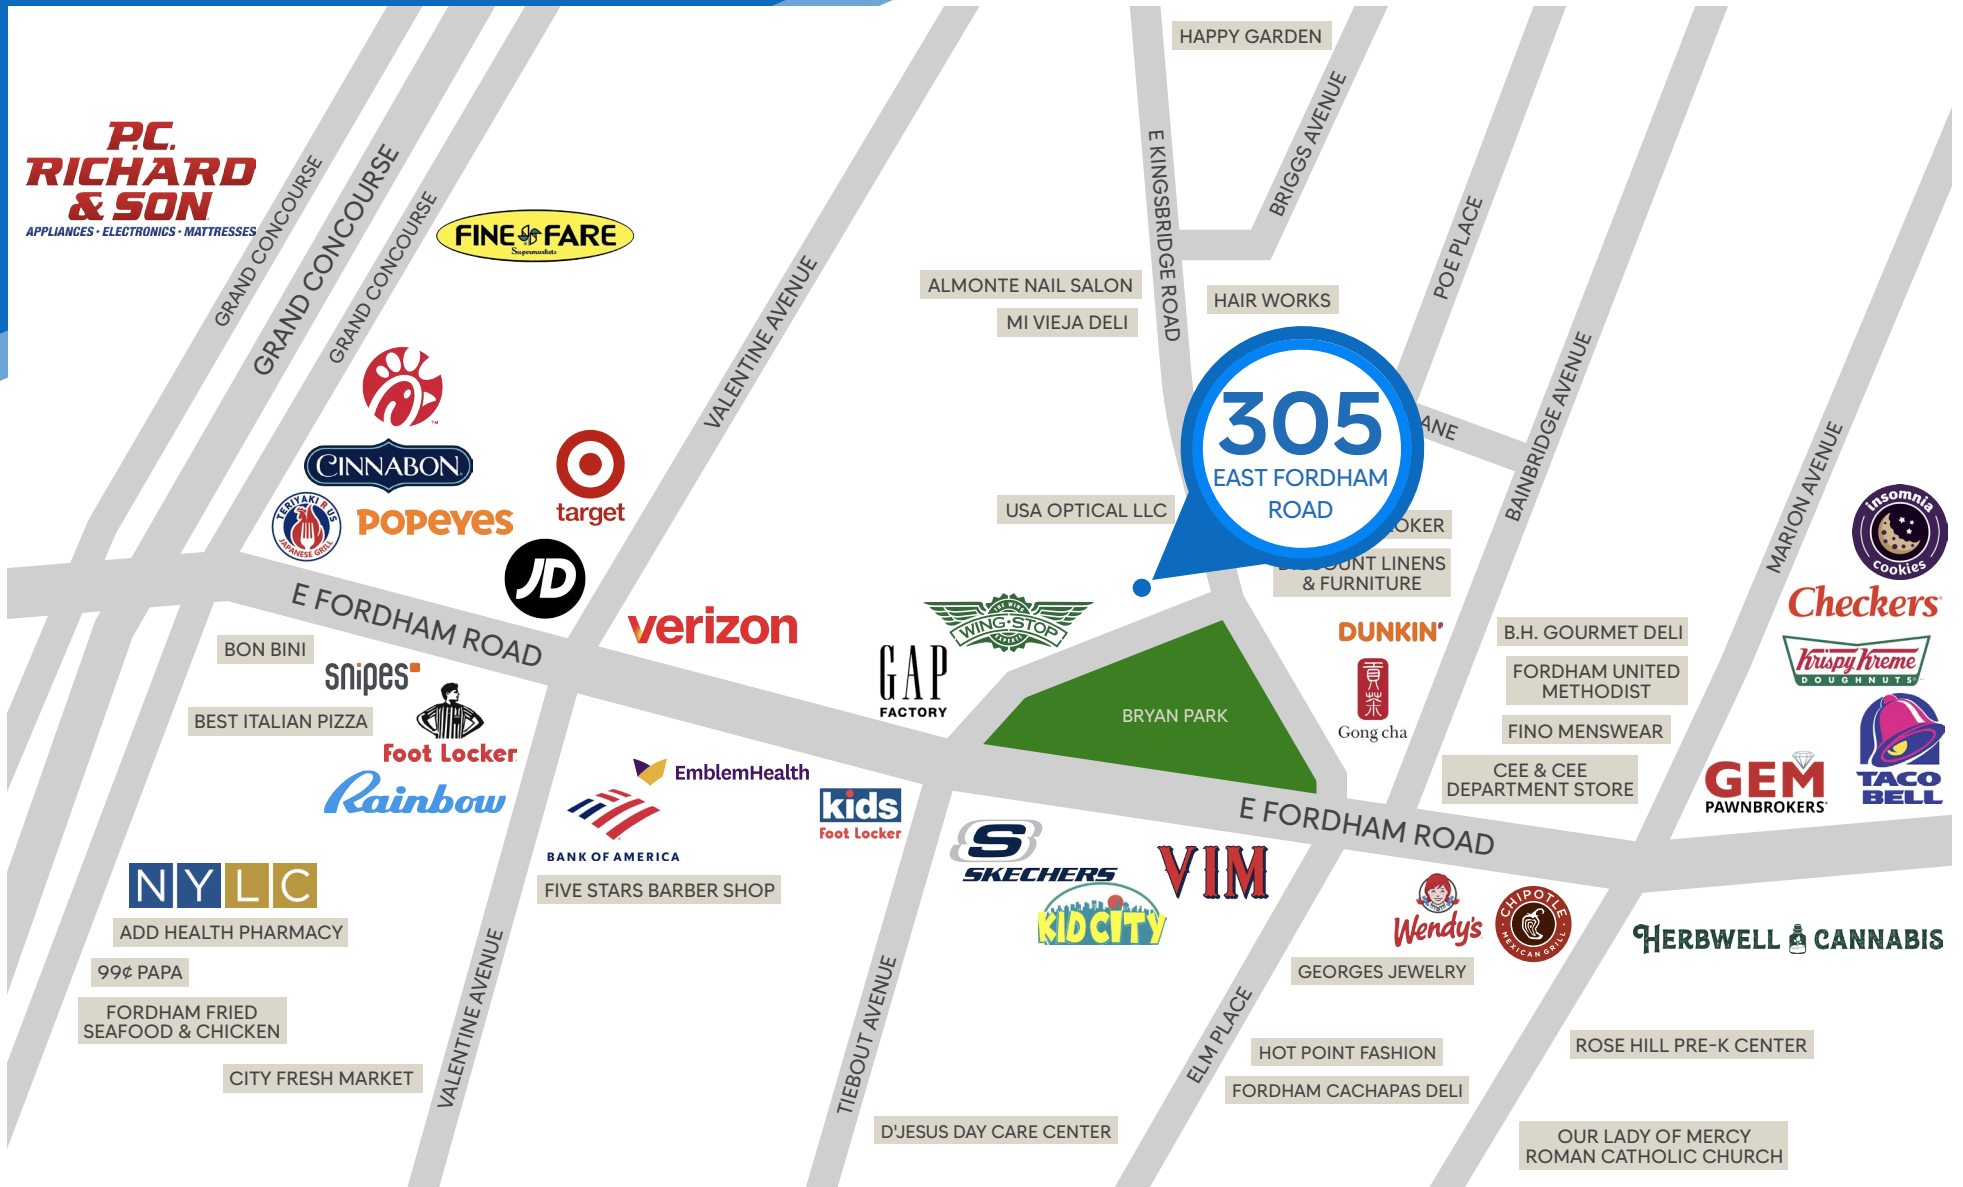 HAPPY GARDEN
P.C.
RICHARD
& SON
APPLIANCES • ELECTRONICS • MATTRESSES
GRAND CONCOURSE
GRAND CONCOURSE
GRAND CONCOURSE
FINE FARE
Supermarkets
VALENTINE AVENUE
E KINGSBRIDGE ROAD
BRIGGS AVENUE
POE PLACE
ALMONTE NAIL SALON
MI VIEJA DELI
HAIR WORKS
305
EAST FORDHAM
ROAD
ANE
BAINBRIDGE AVENUE
MARION AVENUE
CINNABON
TERIYAKI R US
JAPANESE GRILL
POPEYES
target
JD
USA OPTICAL LLC
OKER
UNT LINENS
& FURNITURE
insomnia
cookies
Checkers
Krispy Kreme
DOUGHNUTS
TACO
BELL
GEM
PAWNBROKERS
E FORDHAM ROAD
verizon
THE WING
WING•STOP
EXPERTS
GAP
FACTORY
BRYAN PARK
DUNKIN'
貢茶
Gong cha
B.H. GOURMET DELI
FORDHAM UNITED
METHODIST
FINO MENSWEAR
CEE & CEE
DEPARTMENT STORE
BON BINI
snipes
BEST ITALIAN PIZZA
Foot Locker
Rainbow
EmblemHealth
BANK OF AMERICA
FIVE STARS BARBER SHOP
kids
Foot Locker
S
SKECHERS
KIDCITY
VIM
E FORDHAM ROAD
Wendy's
CHIPOTLE
MEXICAN GRILL
HERBWELL CANNABIS
NYLC
ADD HEALTH PHARMACY
99¢ PAPA
FORDHAM FRIED
SEAFOOD & CHICKEN
CITY FRESH MARKET
VALENTINE AVENUE
TIEBOUT AVENUE
ELM PLACE
GEORGES JEWELRY
HOT POINT FASHION
FORDHAM CACHAPAS DELI
D'JESUS DAY CARE CENTER
ROSE HILL PRE-K CENTER
OUR LADY OF MERCY
ROMAN CATHOLIC CHURCH